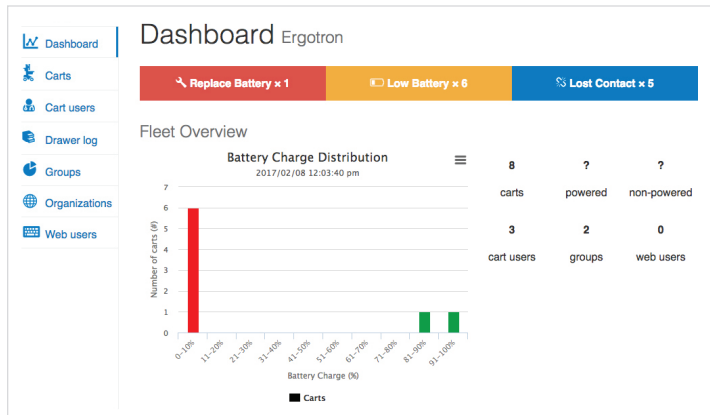 Dashboard
Carts
Cart users
Drawer log
Groups
Organizations
Web users
Dashboard Ergotron
Replace Battery x 1
Low Battery x 6
Lost Contact x 5
Fleet Overview
Battery Charge Distribution
2017/02/08 12:03:40 pm
Number of carts (#)
7
6
5
4
3
2
1
0
0-10%
11-20%
21-30%
31-40%
41-50%
51-60%
61-70%
71-80%
81-90%
91-100%
Battery Charge (%)
Carts
8 ? ?
carts powered non-powered
3 2 0
cart users groups web users